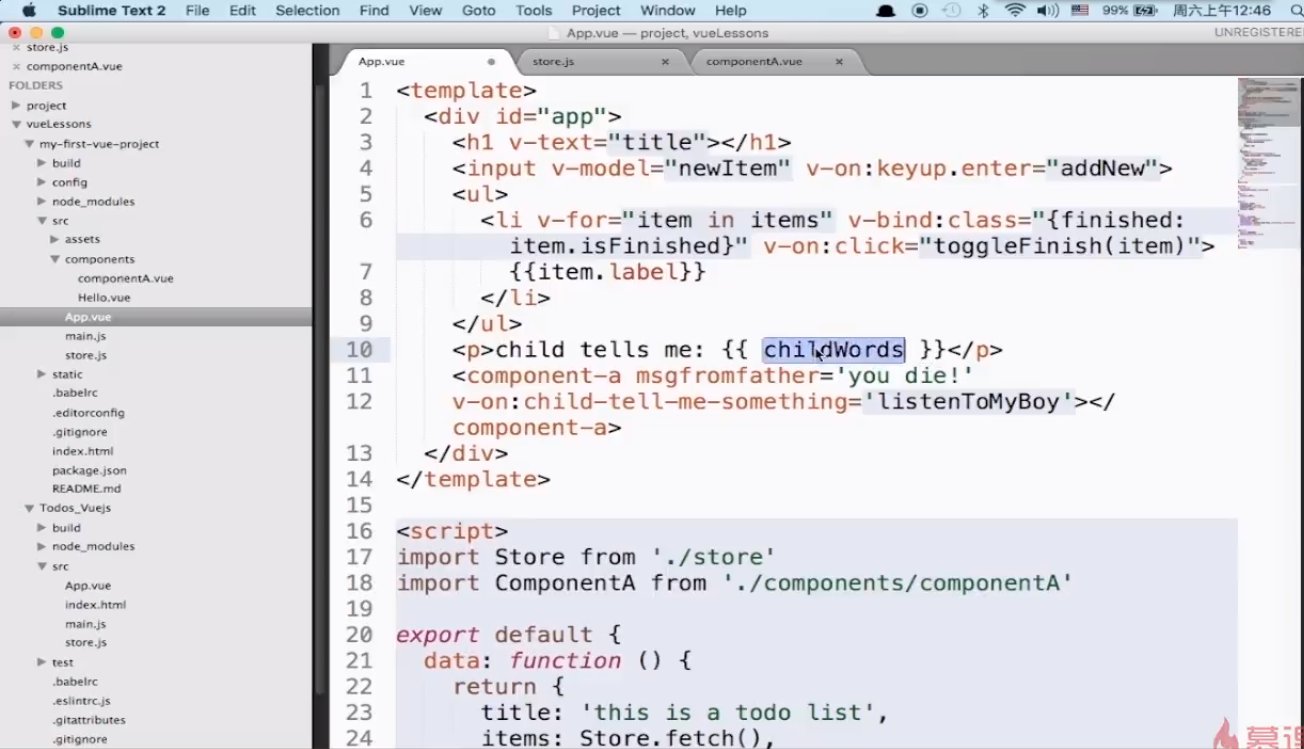 Sublime Text 2 File Edit Selection Find View Goto Tools Project Window Help 99% 周六上午12:46
App.vue — project, vueLessons UNREGISTERE
store.js
componentA.vue
FOLDERS
project
vueLessons
my-first-vue-project
build
config
node_modules
src
assets
components
componentA.vue
Hello.vue
App.vue
main.js
store.js
static
.babelrc
.editorconfig
.gitignore
index.html
package.json
README.md
Todos_Vuejs
build
node_modules
src
App.vue
index.html
main.js
store.js
test
.babelrc
.eslintrc.js
.gitattributes
.gitignore
App.vue store.js componentA.vue
1 <template>
2 <div id="app">
3 <h1 v-text="title"></h1>
4 <input v-model="newItem" v-on:keyup.enter="addNew">
5 <ul>
6 <li v-for="item in items" v-bind:class="{finished:
item.isFinished}" v-on:click="toggleFinish(item)">
7 {{item.label}}
8 </li>
9 </ul>
10 <p>child tells me: {{ childWords }}</p>
11 <component-a msgfromfather='you die!'
12 v-on:child-tell-me-something='listenToMyBoy'></
component-a>
13 </div>
14 </template>
15
16 <script>
17 import Store from './store'
18 import ComponentA from './components/componentA'
19
20 export default {
21 data: function () {
22 return {
23 title: 'this is a todo list',
24 items: Store.fetch(),